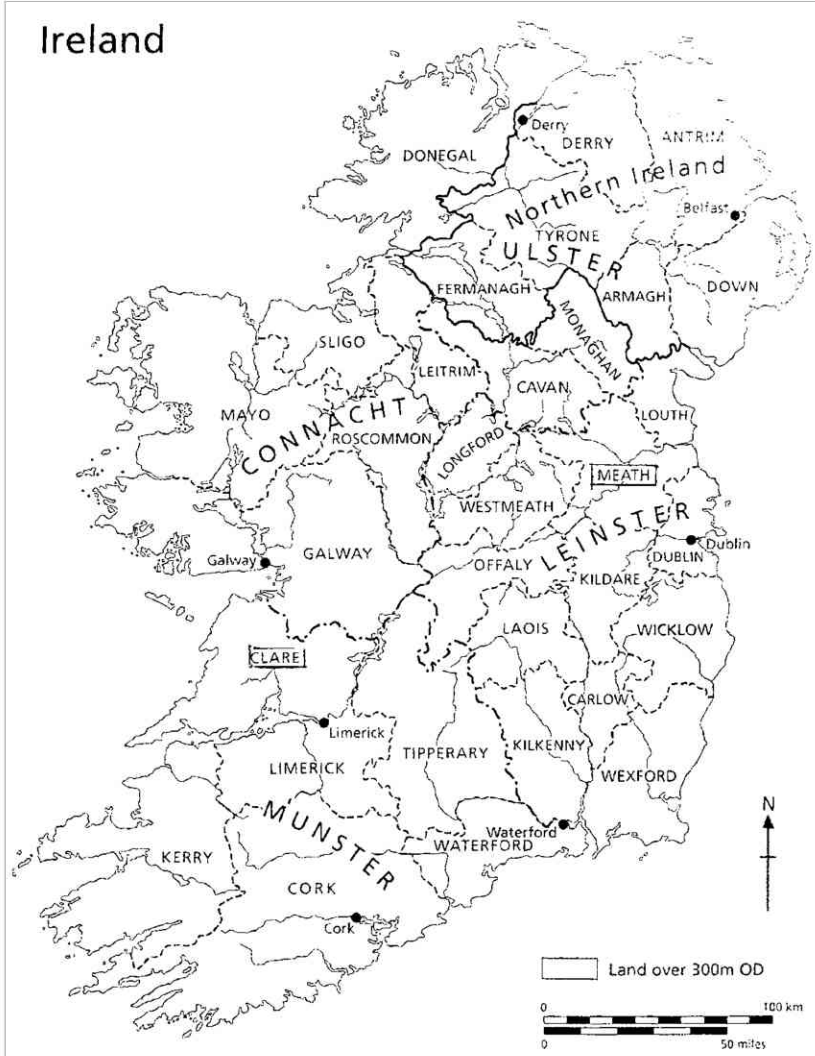 Ireland
Derry
DERRY
ANTRIM
DONEGAL
Northern Ireland
Belfast
TYRONE
ULSTER
FERMANAGH
ARMAGH
DOWN
MONAGHAN
SLIGO
LEITRIM
CAVAN
LOUTH
MAYO
CONNACHT
ROSCOMMON
LONGFORD
MEATH
WESTMEATH
LEINSTER
Dublin
Galway
GALWAY
OFFALY
DUBLIN
KILDARE
LAOIS
WICKLOW
CLARE
CARLOW
Limerick
TIPPERARY
KILKENNY
LIMERICK
WEXFORD
MUNSTER
Waterford
WATERFORD
N
KERRY
CORK
Cork
Land over 300m OD
0 100 km
0 50 miles